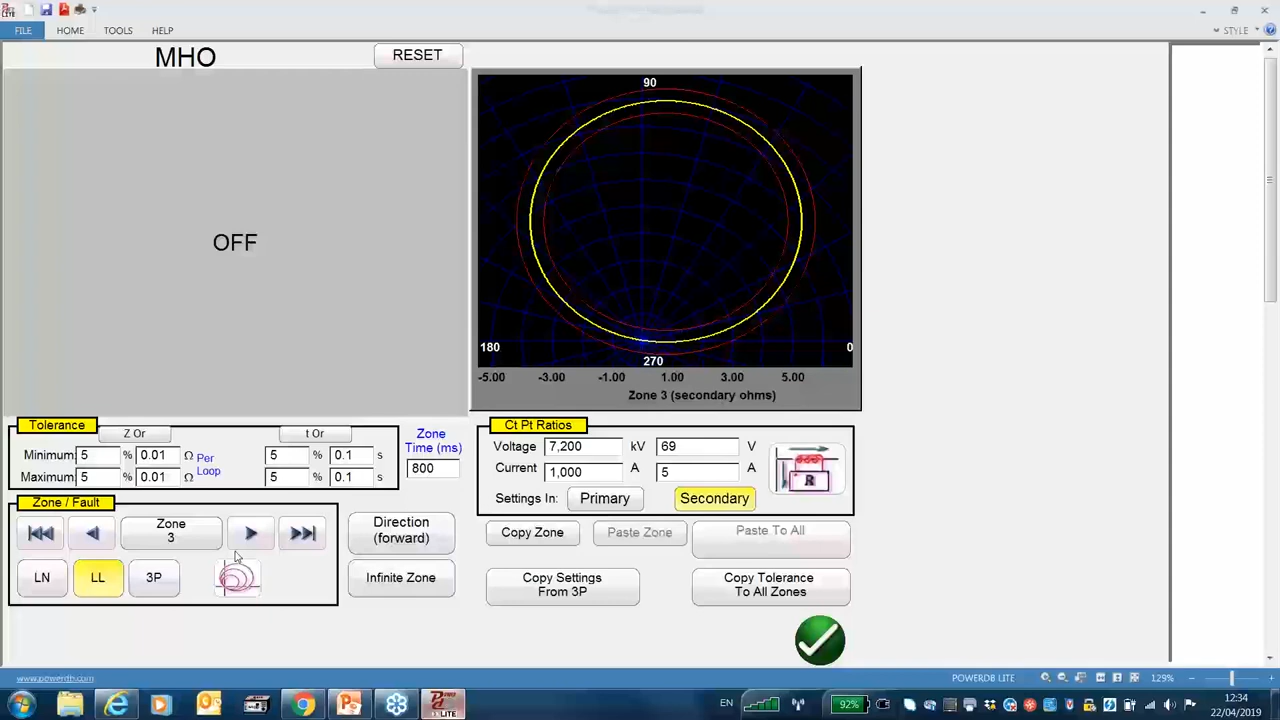 FILE HOME TOOLS HELP STYLE
MHO RESET
OFF
90
180 0
270
-5.00 -3.00 -1.00 1.00 3.00 5.00
Zone 3 (secondary ohms)
Tolerance
Z Or t Or
Minimum: 5 % 0.01 Ω 5 % 0.1 s
Per
Loop
Maximum: 5 % 0.01 Ω 5 % 0.1 s
Zone
Time (ms)
800
Ct Pt Ratios
Voltage 7,200 kV 69 V
Current 1,000 A 5 A
R
Settings In: Primary Secondary
Zone / Fault
Zone
3
LN LL 3P
Direction
(forward)
Infinite Zone
Copy Zone Paste Zone Paste To All
Copy Settings
From 3P
Copy Tolerance
To All Zones
www.powerdb.com POWERDB LITE 129%
LITE EN 92% 12:34
22/04/2019